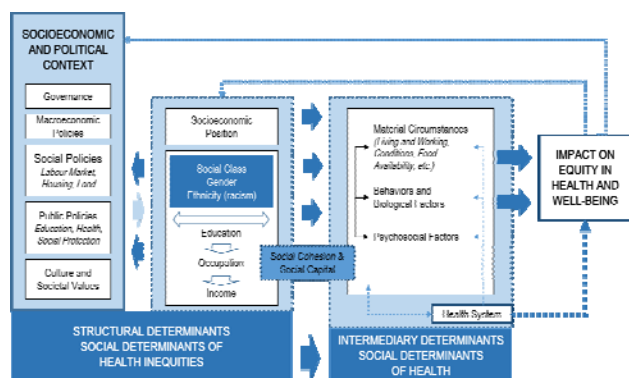 SOCIOECONOMIC
AND POLITICAL
CONTEXT
Governance
Macroeconomic
Policies
Social Policies
Labour Market,
Housing, Land
Public Policies
Education, Health,
Social Protection
Culture and
Societal Values
Socioeconomic
Position
Social Class
Gender
Ethnicity (racism)
Education
Occupation
Income
Social Cohesion &
Social Capital
Material Circumstances
(Living and Working,
Conditions, Food
Availability, etc.)
Behaviors and
Biological Factors
Psychosocial Factors
Health System
IMPACT ON
EQUITY IN
HEALTH AND
WELL-BEING
STRUCTURAL DETERMINANTS
SOCIAL DETERMINANTS OF
HEALTH INEQUITIES
INTERMEDIARY DETERMINANTS
SOCIAL DETERMINANTS
OF HEALTH